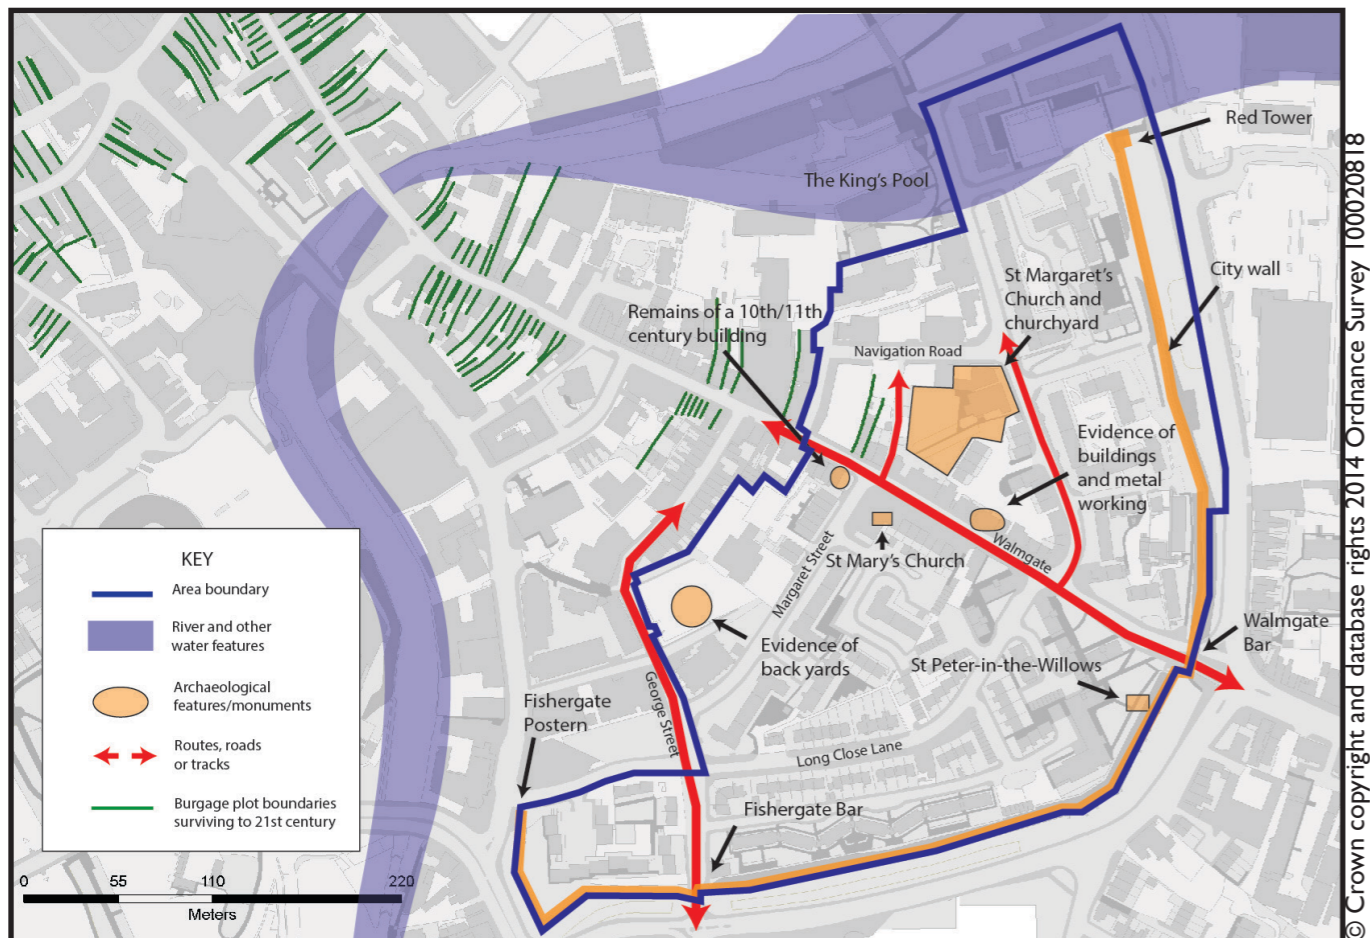 Red Tower
The King's Pool
City wall
St Margaret's
Church and
churchyard
Remains of a 10th/11th
century building
Navigation Road
Evidence of
buildings
and metal
working
Walmgate
St Mary's Church
Margaret Street
Evidence of
back yards
Walmgate
Bar
St Peter-in-the-Willows
George Street
Fishergate
Postern
Long Close Lane
Fishergate Bar
KEY
Area boundary
River and other
water features
Archaeological
features/monuments
Routes, roads
or tracks
Burgage plot boundaries
surviving to 21st century
0 55 110 220
Meters
© Crown copyright and database rights 2014 Ordnance Survey 100020818